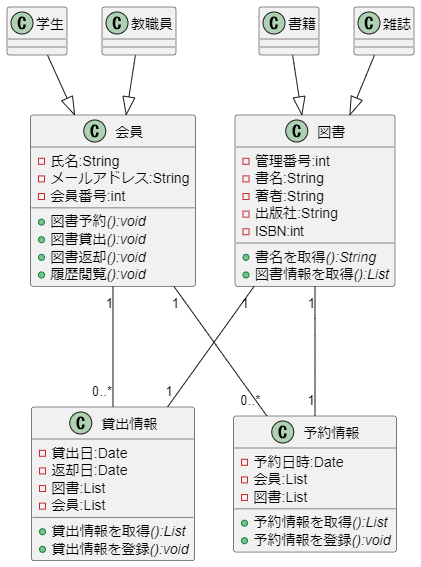 C 学生
C 教職員
C 書籍
C 雑誌
C 会員
氏名:String
メールアドレス:String
会員番号:int
図書予約():void
図書貸出():void
図書返却():void
履歴閲覧():void
C 図書
管理番号:int
書名:String
著者:String
出版社:String
ISBN:int
書名を取得():String
図書情報を取得():List
1
1
1
1
0..*
1
0..*
1
C 貸出情報
貸出日:Date
返却日:Date
図書:List
会員:List
貸出情報を取得():List
貸出情報を登録():void
C 予約情報
予約日時:Date
会員:List
図書:List
予約情報を取得():List
予約情報を登録():void